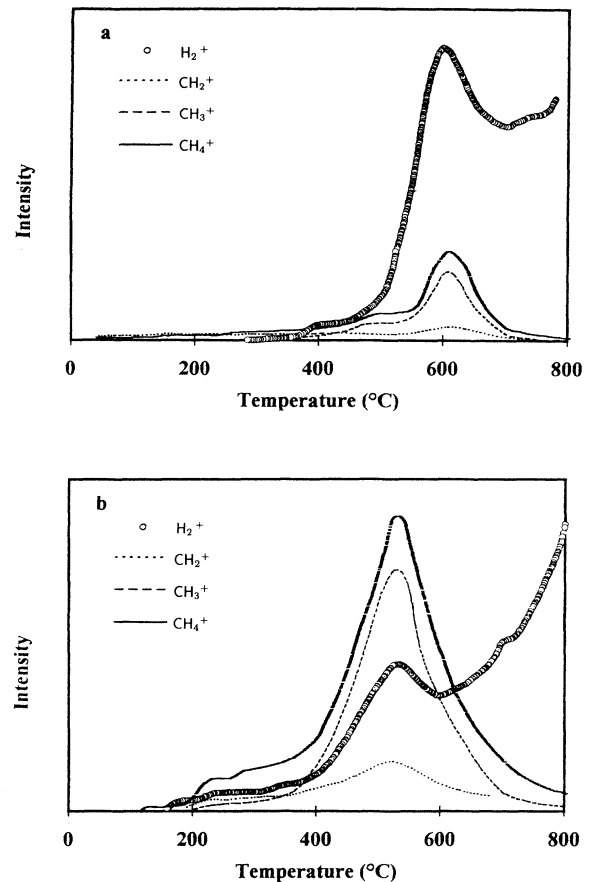 a
H₂⁺
CH₂⁺
CH₃⁺
CH₄⁺
Intensity
0 200 400 600 800
Temperature (°C)
b
H₂⁺
CH₂⁺
CH₃⁺
CH₄⁺
Intensity
0 200 400 600 800
Temperature (°C)